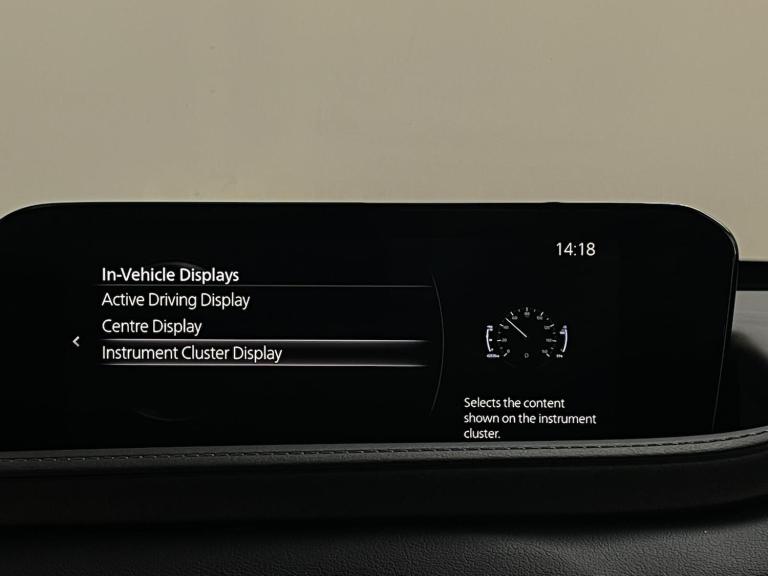 14:18
In-Vehicle Displays
Active Driving Display
Centre Display
Instrument Cluster Display
Selects the content
shown on the instrument
cluster.